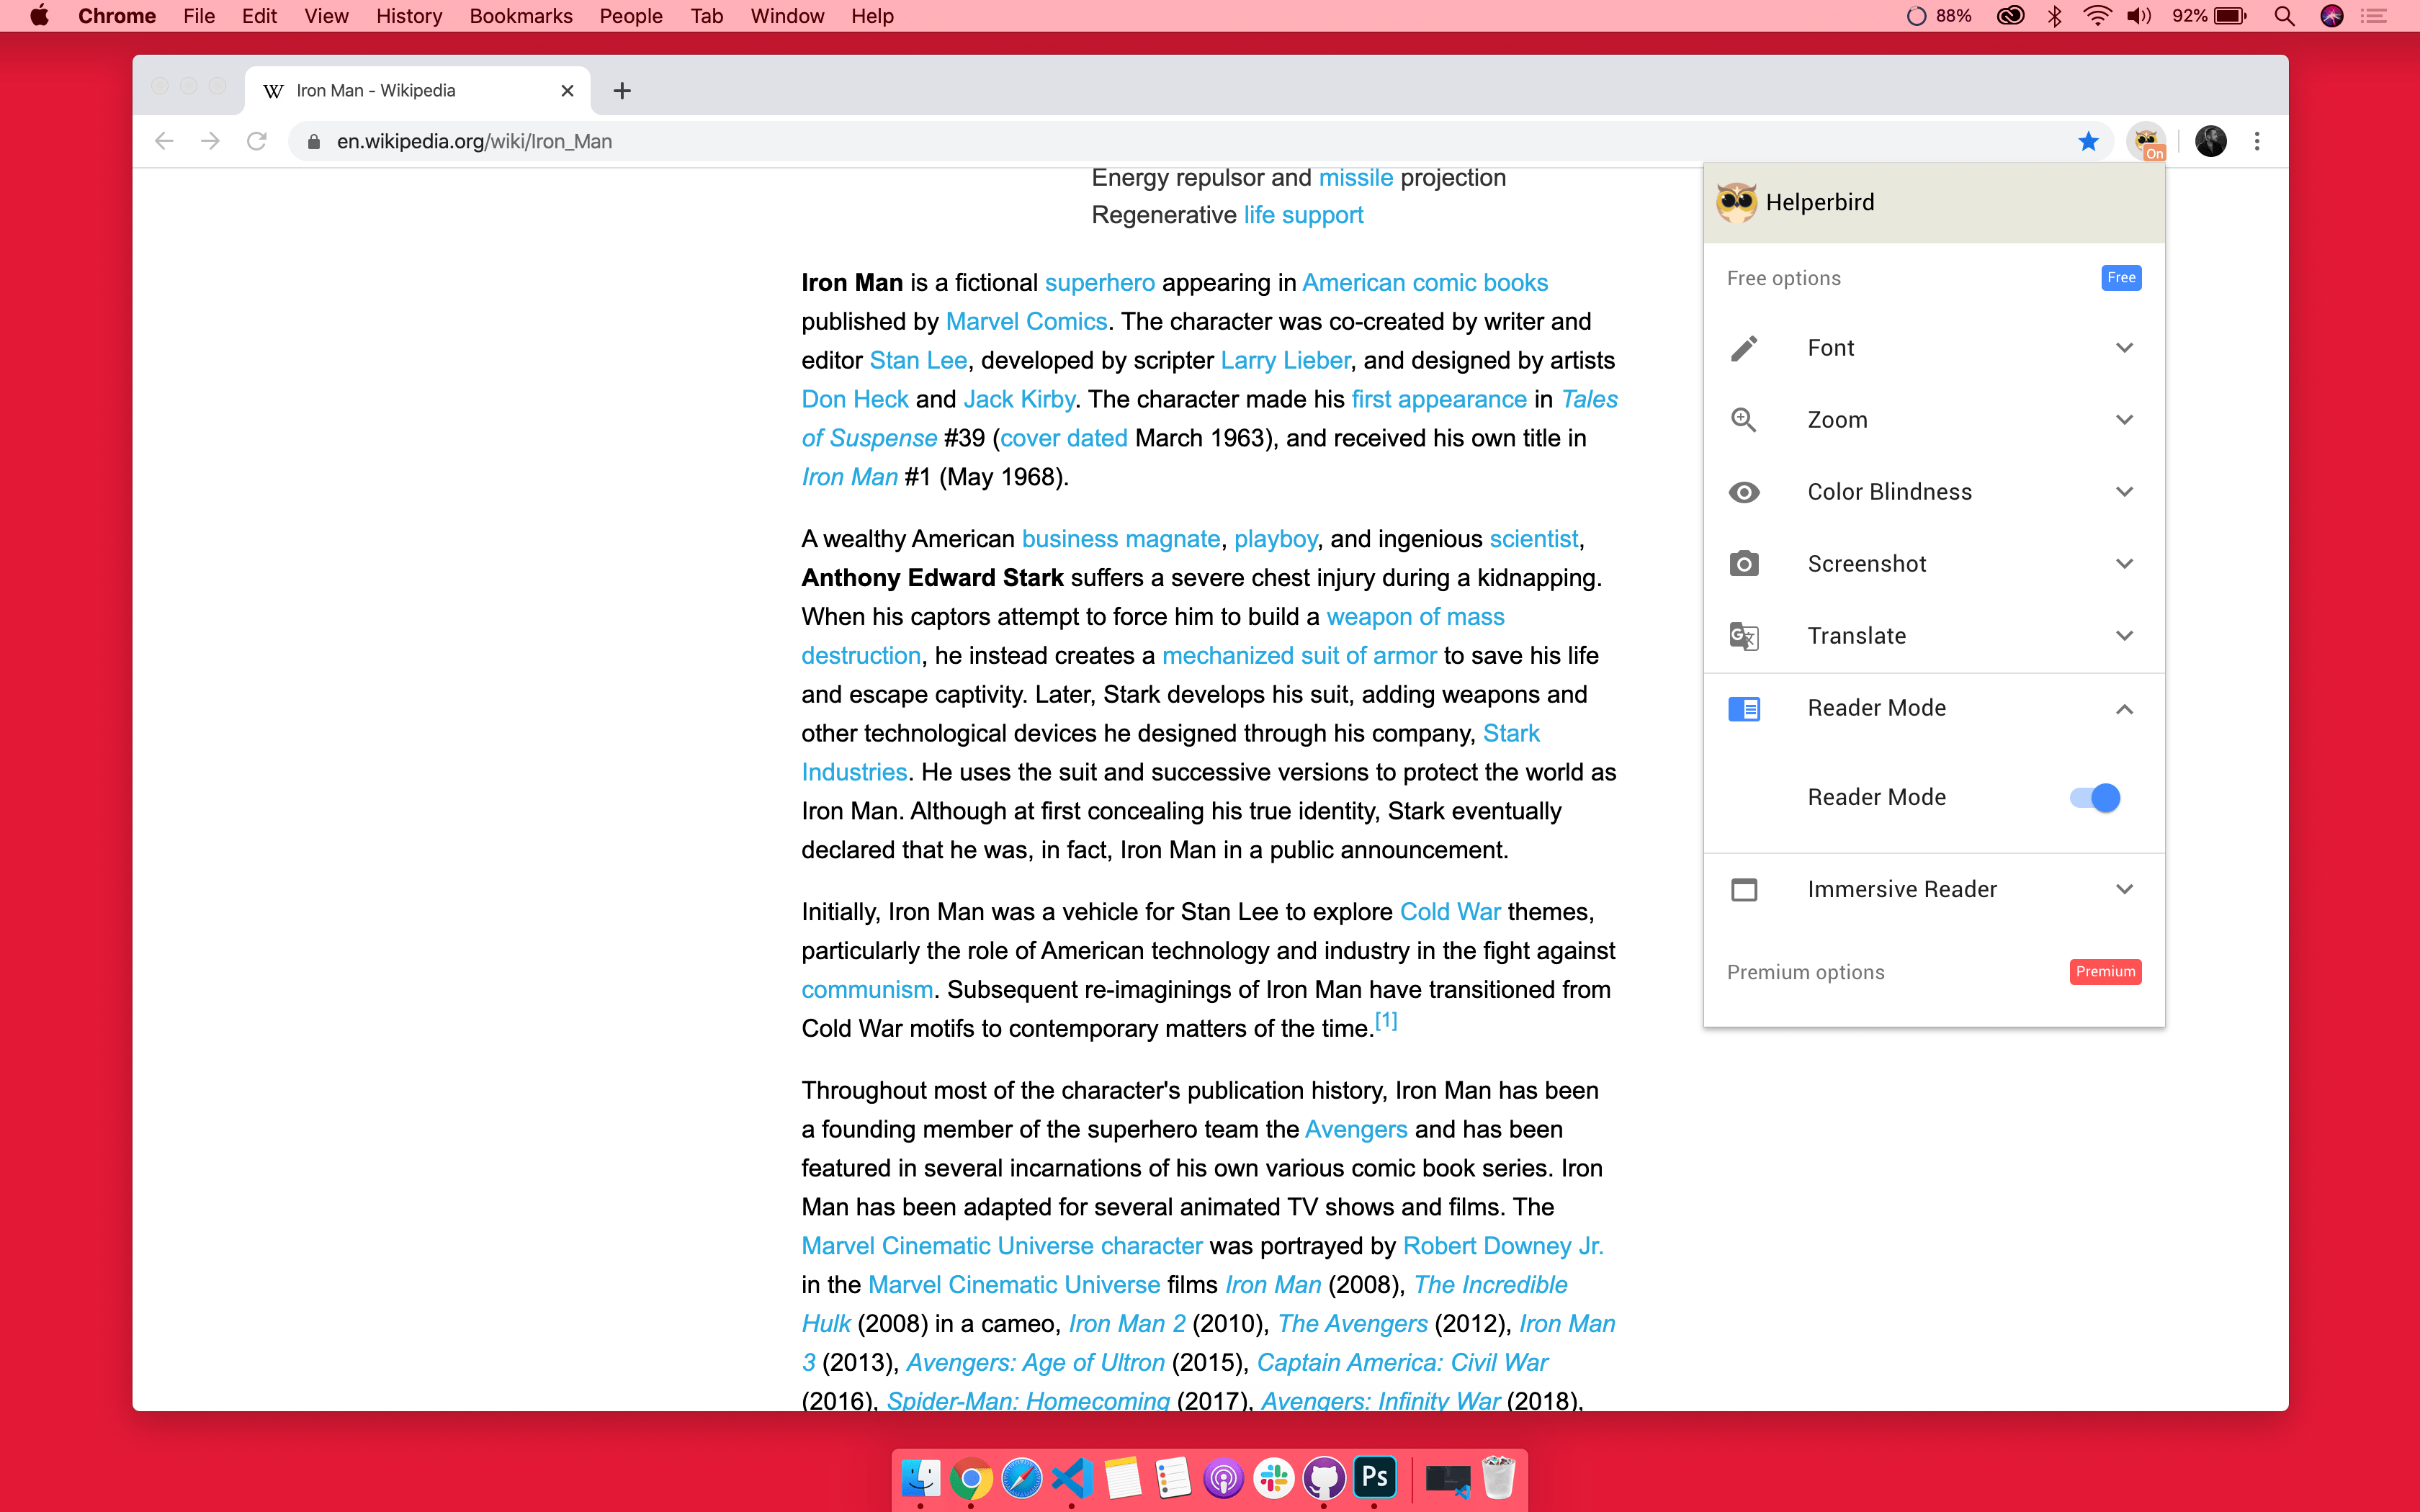 Chrome File Edit View History Bookmarks People Tab Window Help 88% 92%
Iron Man - Wikipedia
en.wikipedia.org/wiki/Iron_Man
On
Energy repulsor and missile projection
Regenerative life support
Iron Man is a fictional superhero appearing in American comic books
published by Marvel Comics. The character was co-created by writer and
editor Stan Lee, developed by scripter Larry Lieber, and designed by artists
Don Heck and Jack Kirby. The character made his first appearance in Tales
of Suspense #39 (cover dated March 1963), and received his own title in
Iron Man #1 (May 1968).
A wealthy American business magnate, playboy, and ingenious scientist,
Anthony Edward Stark suffers a severe chest injury during a kidnapping.
When his captors attempt to force him to build a weapon of mass
destruction, he instead creates a mechanized suit of armor to save his life
and escape captivity. Later, Stark develops his suit, adding weapons and
other technological devices he designed through his company, Stark
Industries. He uses the suit and successive versions to protect the world as
Iron Man. Although at first concealing his true identity, Stark eventually
declared that he was, in fact, Iron Man in a public announcement.
Initially, Iron Man was a vehicle for Stan Lee to explore Cold War themes,
particularly the role of American technology and industry in the fight against
communism. Subsequent re-imaginings of Iron Man have transitioned from
Cold War motifs to contemporary matters of the time.[1]
Throughout most of the character's publication history, Iron Man has been
a founding member of the superhero team the Avengers and has been
featured in several incarnations of his own various comic book series. Iron
Man has been adapted for several animated TV shows and films. The
Marvel Cinematic Universe character was portrayed by Robert Downey Jr.
in the Marvel Cinematic Universe films Iron Man (2008), The Incredible
Hulk (2008) in a cameo, Iron Man 2 (2010), The Avengers (2012), Iron Man
3 (2013), Avengers: Age of Ultron (2015), Captain America: Civil War
(2016), Spider-Man: Homecoming (2017), Avengers: Infinity War (2018),
Helperbird
Free options Free
Font
Zoom
Color Blindness
Screenshot
Translate
Reader Mode
Reader Mode
Immersive Reader
Premium options Premium
Ps